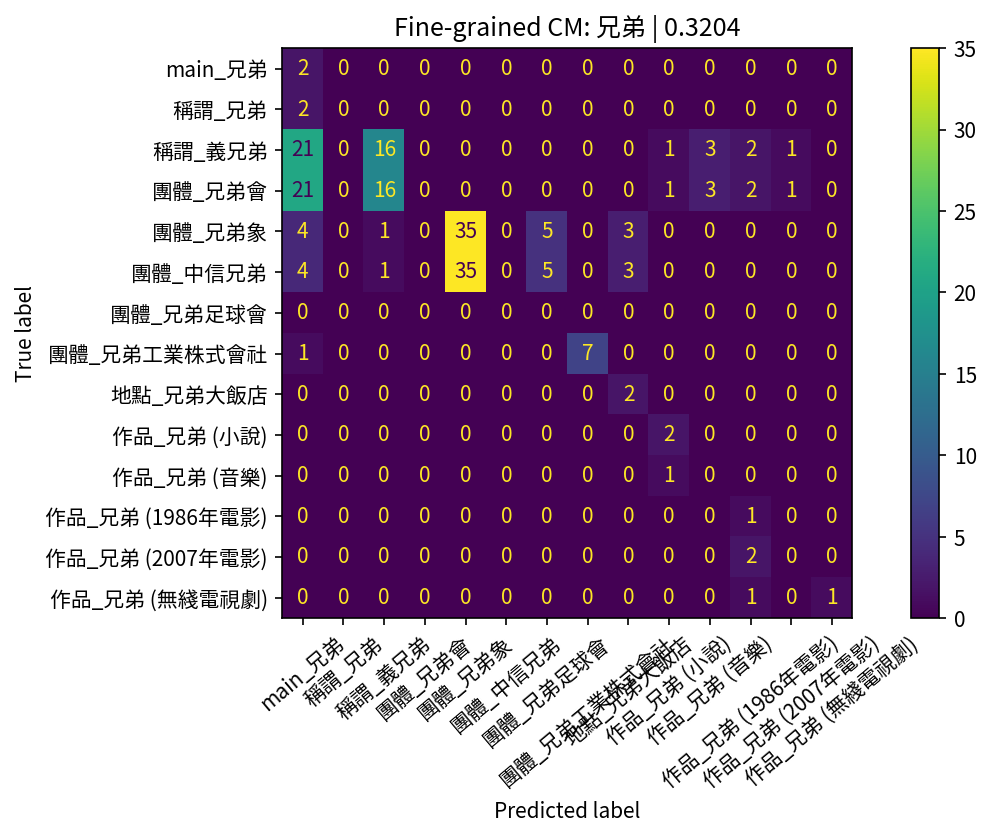 Fine-grained CM: 兄弟 | 0.3204
True label
main_兄弟 2 0 0 0 0 0 0 0 0 0 0 0 0 0
稱謂_兄弟 2 0 0 0 0 0 0 0 0 0 0 0 0 0
稱謂_義兄弟 21 0 16 0 0 0 0 0 0 1 3 2 1 0
團體_兄弟會 21 0 16 0 0 0 0 0 0 1 3 2 1 0
團體_兄弟象 4 0 1 0 35 0 5 0 3 0 0 0 0 0
團體_中信兄弟 4 0 1 0 35 0 5 0 3 0 0 0 0 0
團體_兄弟足球會 0 0 0 0 0 0 0 0 0 0 0 0 0 0
團體_兄弟工業株式會社 1 0 0 0 0 0 0 7 0 0 0 0 0 0
地點_兄弟大飯店 0 0 0 0 0 0 0 0 2 0 0 0 0 0
作品_兄弟 (小說) 0 0 0 0 0 0 0 0 0 2 0 0 0 0
作品_兄弟 (音樂) 0 0 0 0 0 0 0 0 0 1 0 0 0 0
作品_兄弟 (1986年電影) 0 0 0 0 0 0 0 0 0 0 0 1 0 0
作品_兄弟 (2007年電影) 0 0 0 0 0 0 0 0 0 0 0 2 0 0
作品_兄弟 (無綫電視劇) 0 0 0 0 0 0 0 0 0 0 0 1 0 1
main_兄弟
稱謂_兄弟
稱謂_義兄弟
團體_兄弟會
團體_兄弟象
團體_中信兄弟
團體_兄弟足球會
團體_兄弟工業株式會社
地點_兄弟大飯店
作品_兄弟 (小說)
作品_兄弟 (音樂)
作品_兄弟 (1986年電影)
作品_兄弟 (2007年電影)
作品_兄弟 (無綫電視劇)
Predicted label
35
30
25
20
15
10
5
0